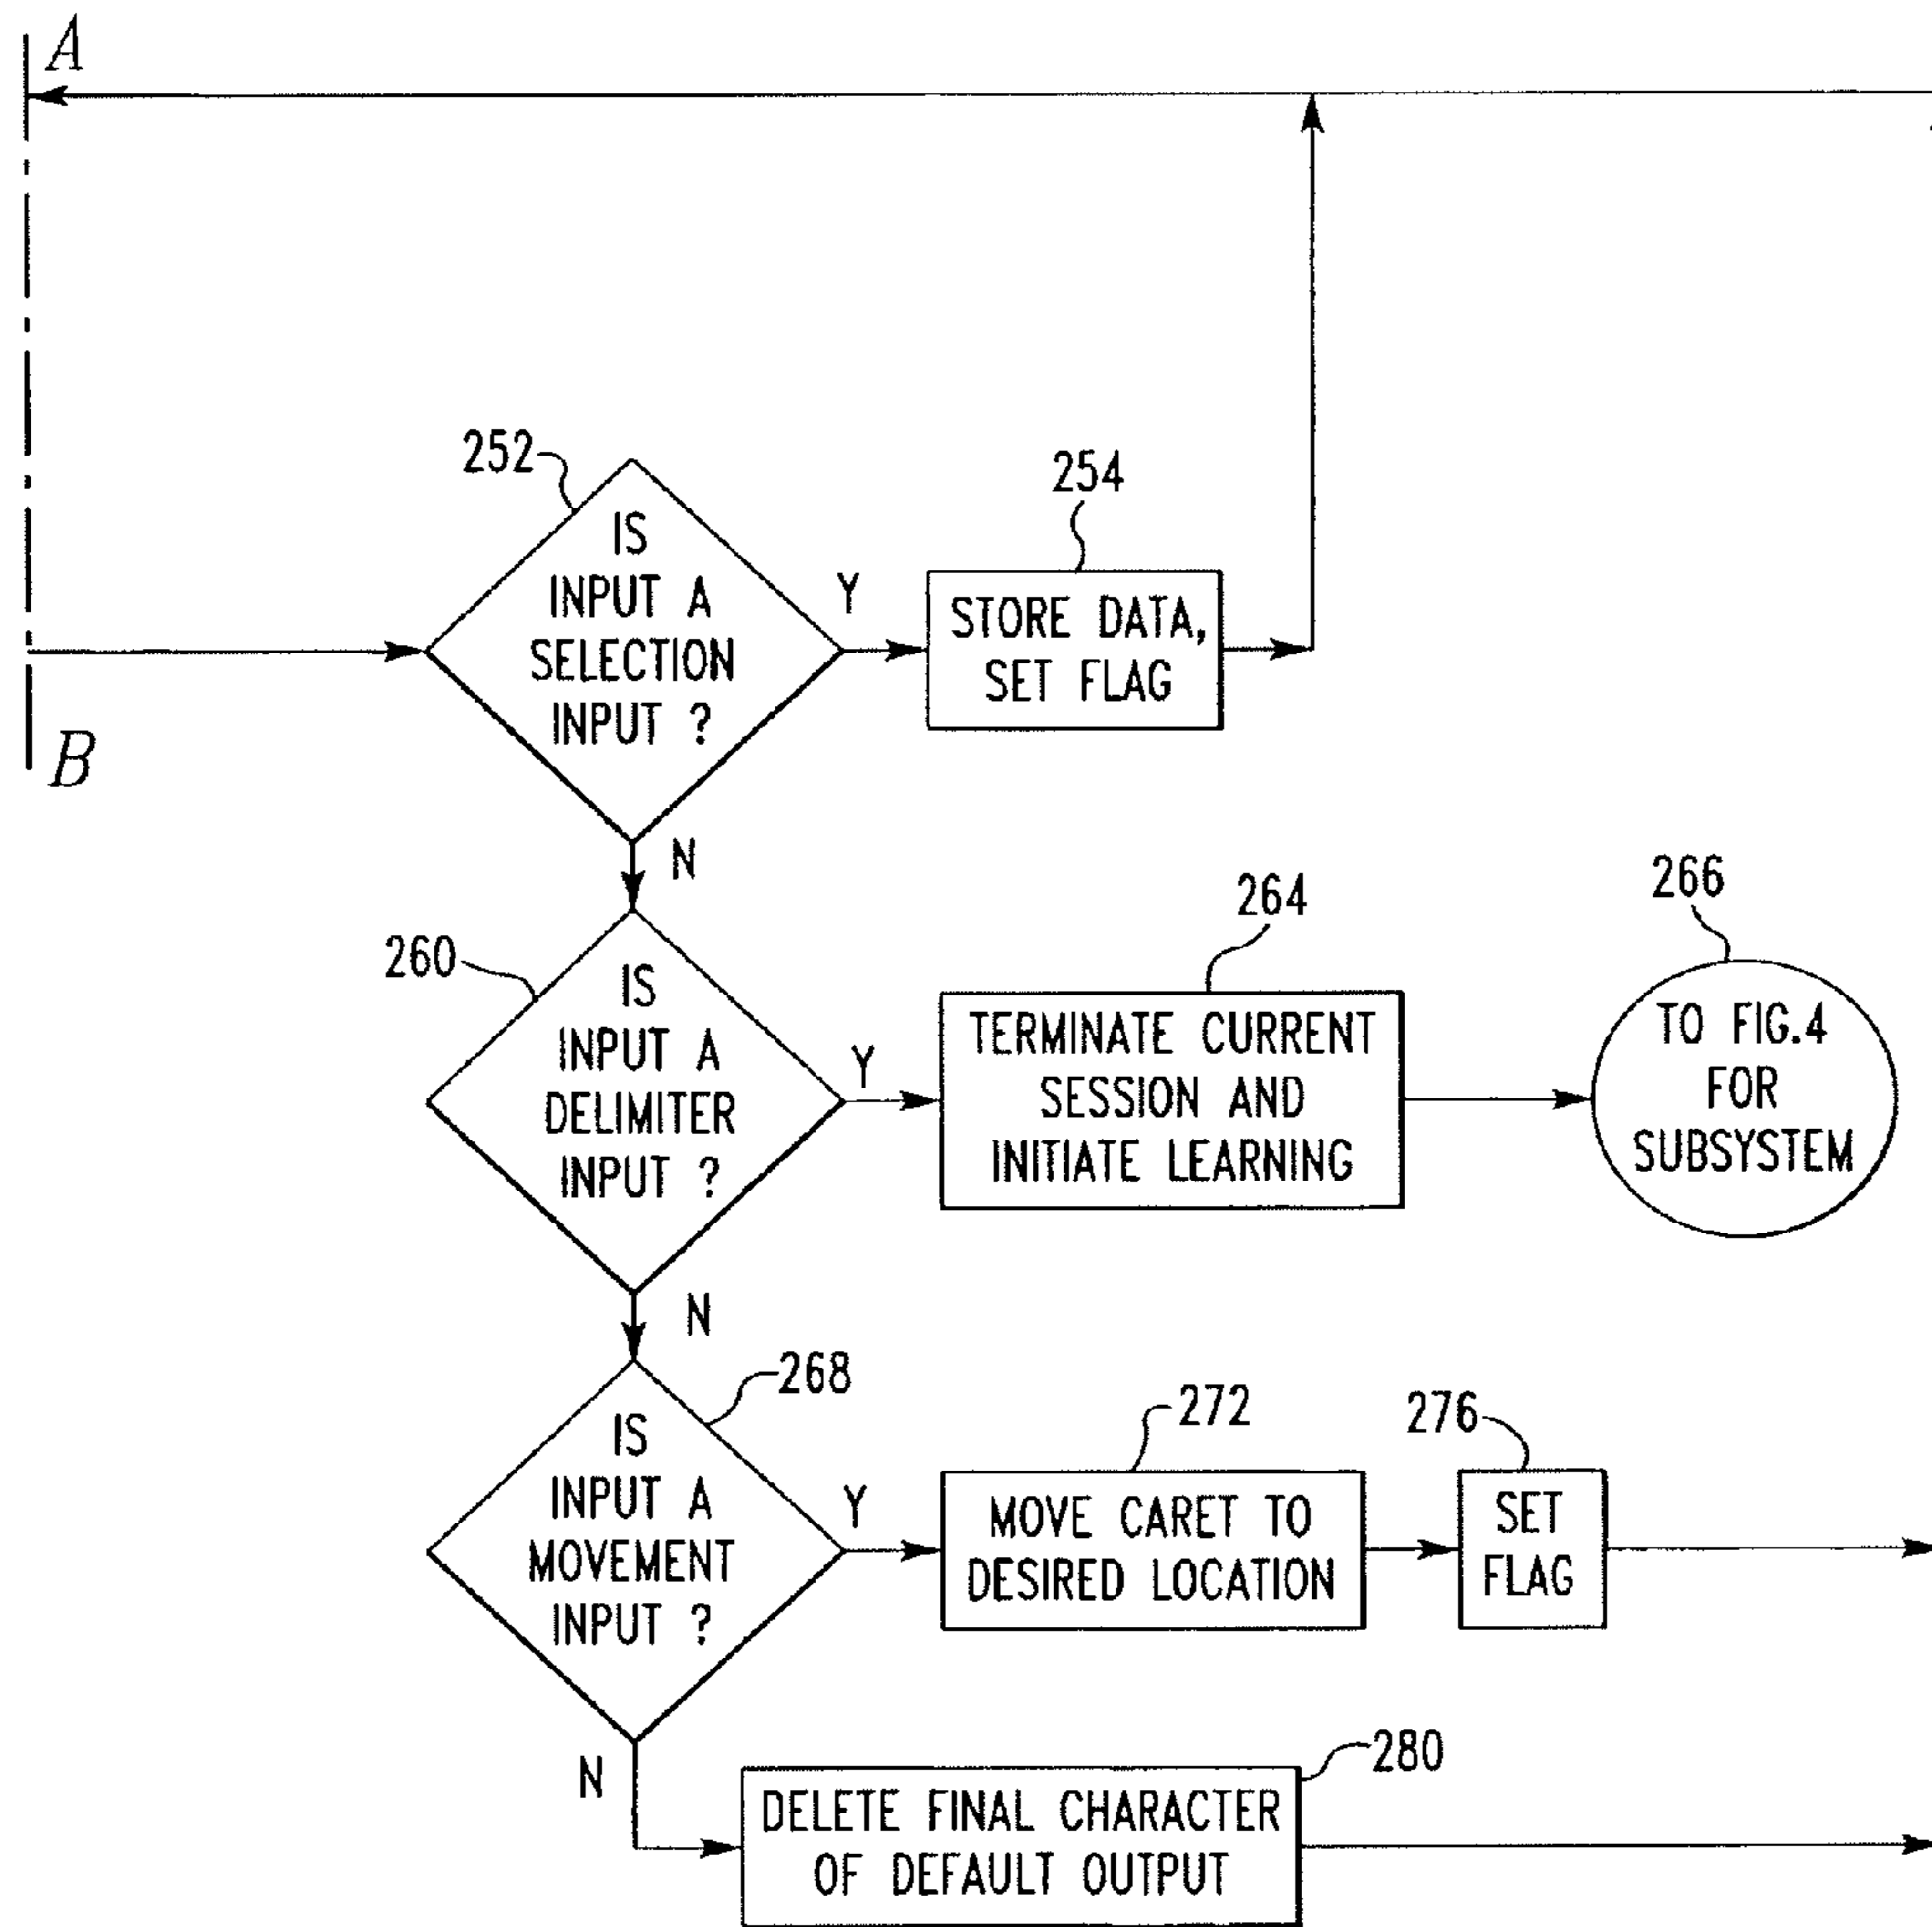 A
252
254
IS
INPUT A
SELECTION
INPUT ?
Y
STORE DATA,
SET FLAG
B
N
260
264
266
IS
INPUT A
DELIMITER
INPUT ?
Y
TERMINATE CURRENT
SESSION AND
INITIATE LEARNING
TO FIG.4
FOR
SUBSYSTEM
N
268
272
276
IS
INPUT A
MOVEMENT
INPUT ?
Y
MOVE CARET TO
DESIRED LOCATION
SET
FLAG
N
280
DELETE FINAL CHARACTER
OF DEFAULT OUTPUT